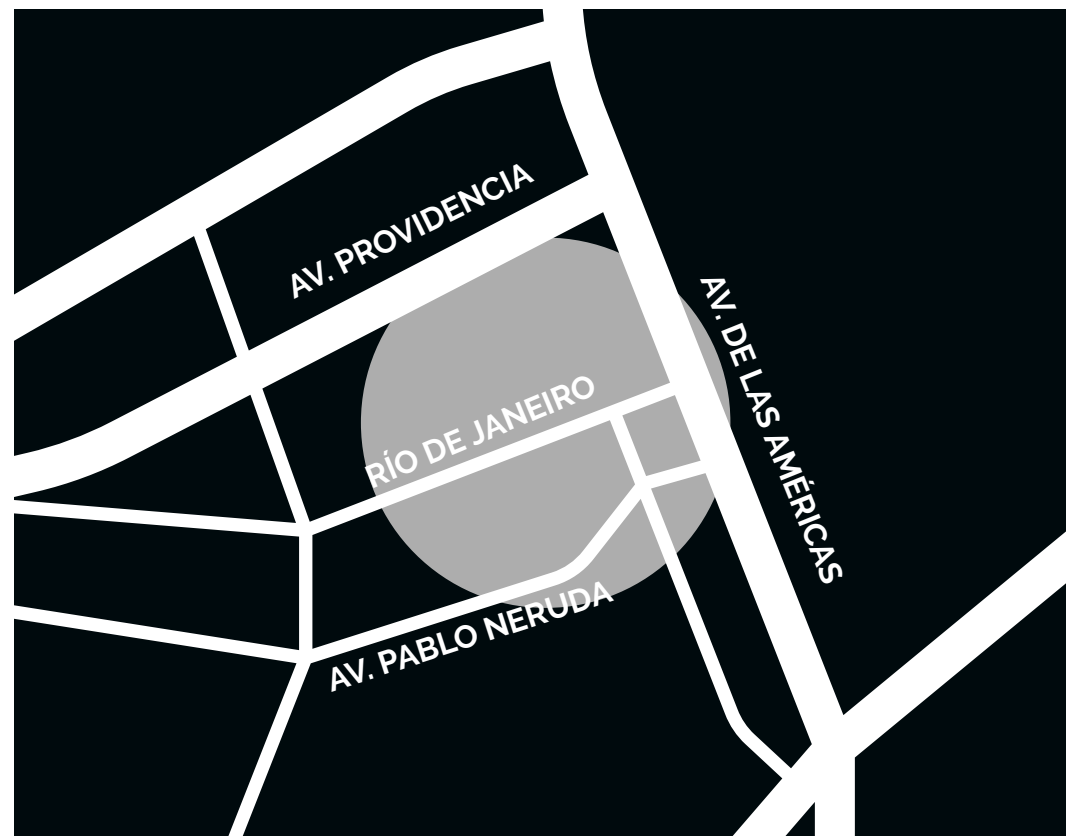 AV. PROVIDENCIA
AV. DE LAS AMÉRICAS
RÍO DE JANEIRO
AV. PABLO NERUDA